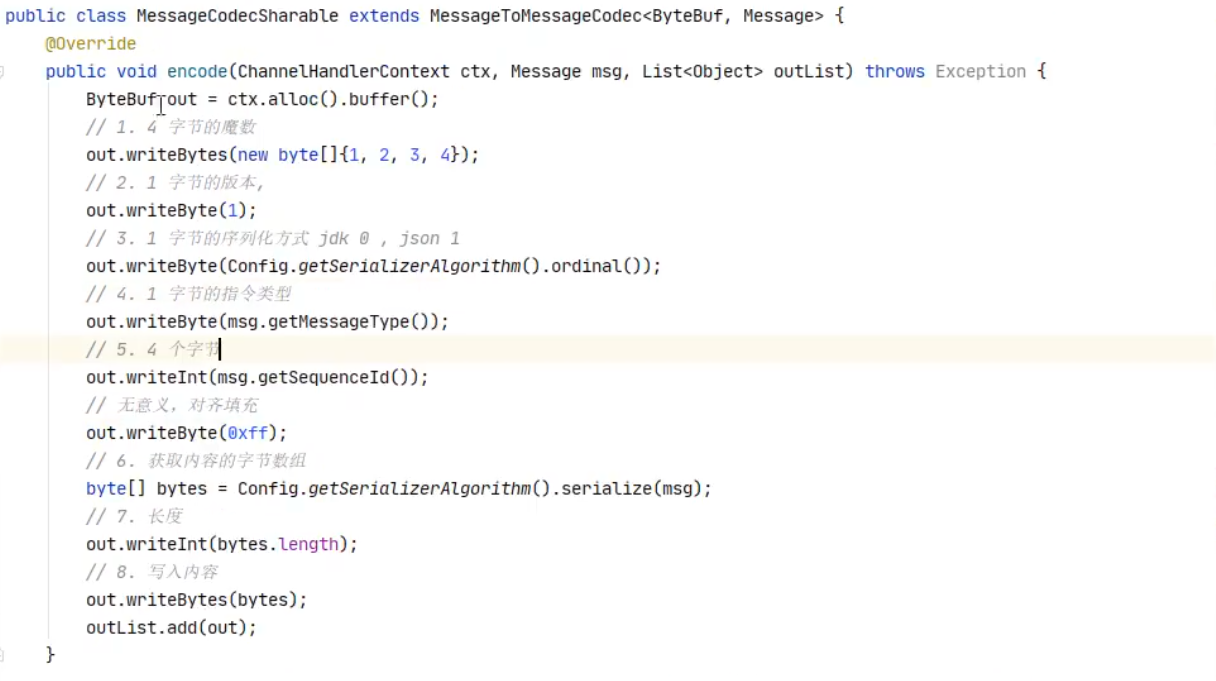 public class MessageCodecSharable extends MessageToMessageCodec<ByteBuf, Message> {
@Override
public void encode(ChannelHandlerContext ctx, Message msg, List<Object> outList) throws Exception {
ByteBuf out = ctx.alloc().buffer();
// 1. 4 字节的魔数
out.writeBytes(new byte[]{1, 2, 3, 4});
// 2. 1 字节的版本,
out.writeByte(1);
// 3. 1 字节的序列化方式 jdk 0 , json 1
out.writeByte(Config.getSerializerAlgorithm().ordinal());
// 4. 1 字节的指令类型
out.writeByte(msg.getMessageType());
// 5. 4 个字节
out.writeInt(msg.getSequenceId());
// 无意义，对齐填充
out.writeByte(0xff);
// 6. 获取内容的字节数组
byte[] bytes = Config.getSerializerAlgorithm().serialize(msg);
// 7. 长度
out.writeInt(bytes.length);
// 8. 写入内容
out.writeBytes(bytes);
outList.add(out);
}